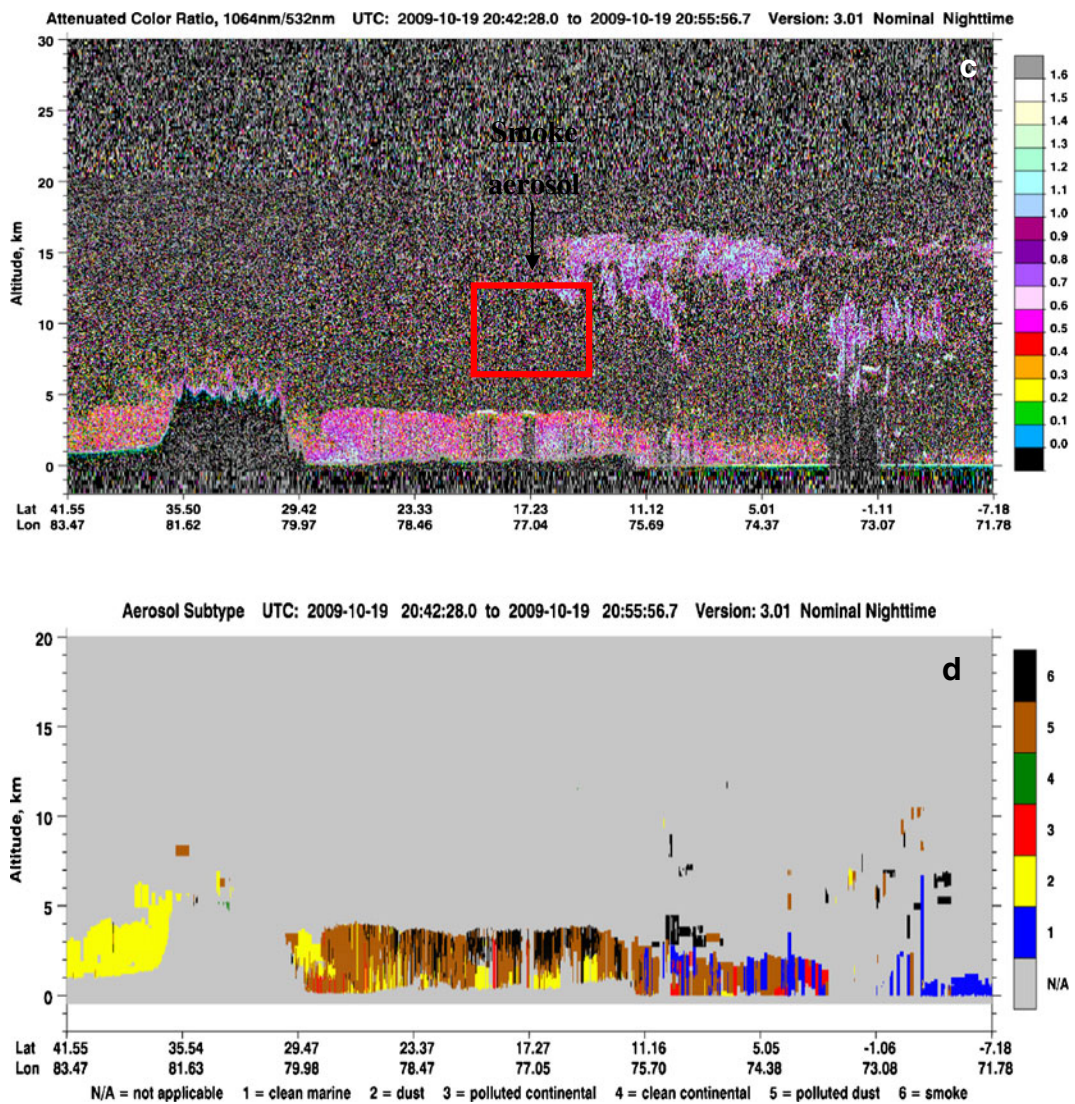 Attenuated Color Ratio, 1064nm/532nm UTC: 2009-10-19 20:42:28.0 to 2009-10-19 20:55:56.7 Version: 3.01 Nominal Nighttime
c
Smoke
aerosol
Altitude, km
30
25
20
15
10
5
0
1.6
1.5
1.4
1.3
1.2
1.1
1.0
0.9
0.8
0.7
0.6
0.5
0.4
0.3
0.2
0.1
0.0
Lat 41.55 35.50 29.42 23.33 17.23 11.12 5.01 -1.11 -7.18
Lon 83.47 81.62 79.97 78.46 77.04 75.69 74.37 73.07 71.78
Aerosol Subtype UTC: 2009-10-19 20:42:28.0 to 2009-10-19 20:55:56.7 Version: 3.01 Nominal Nighttime
d
Altitude, km
20
15
10
5
0
6
5
4
3
2
1
N/A
Lat 41.55 35.54 29.47 23.37 17.27 11.16 5.05 -1.06 -7.18
Lon 83.47 81.63 79.98 78.47 77.05 75.70 74.38 73.08 71.78
N/A = not applicable 1 = clean marine 2 = dust 3 = polluted continental 4 = clean continental 5 = polluted dust 6 = smoke